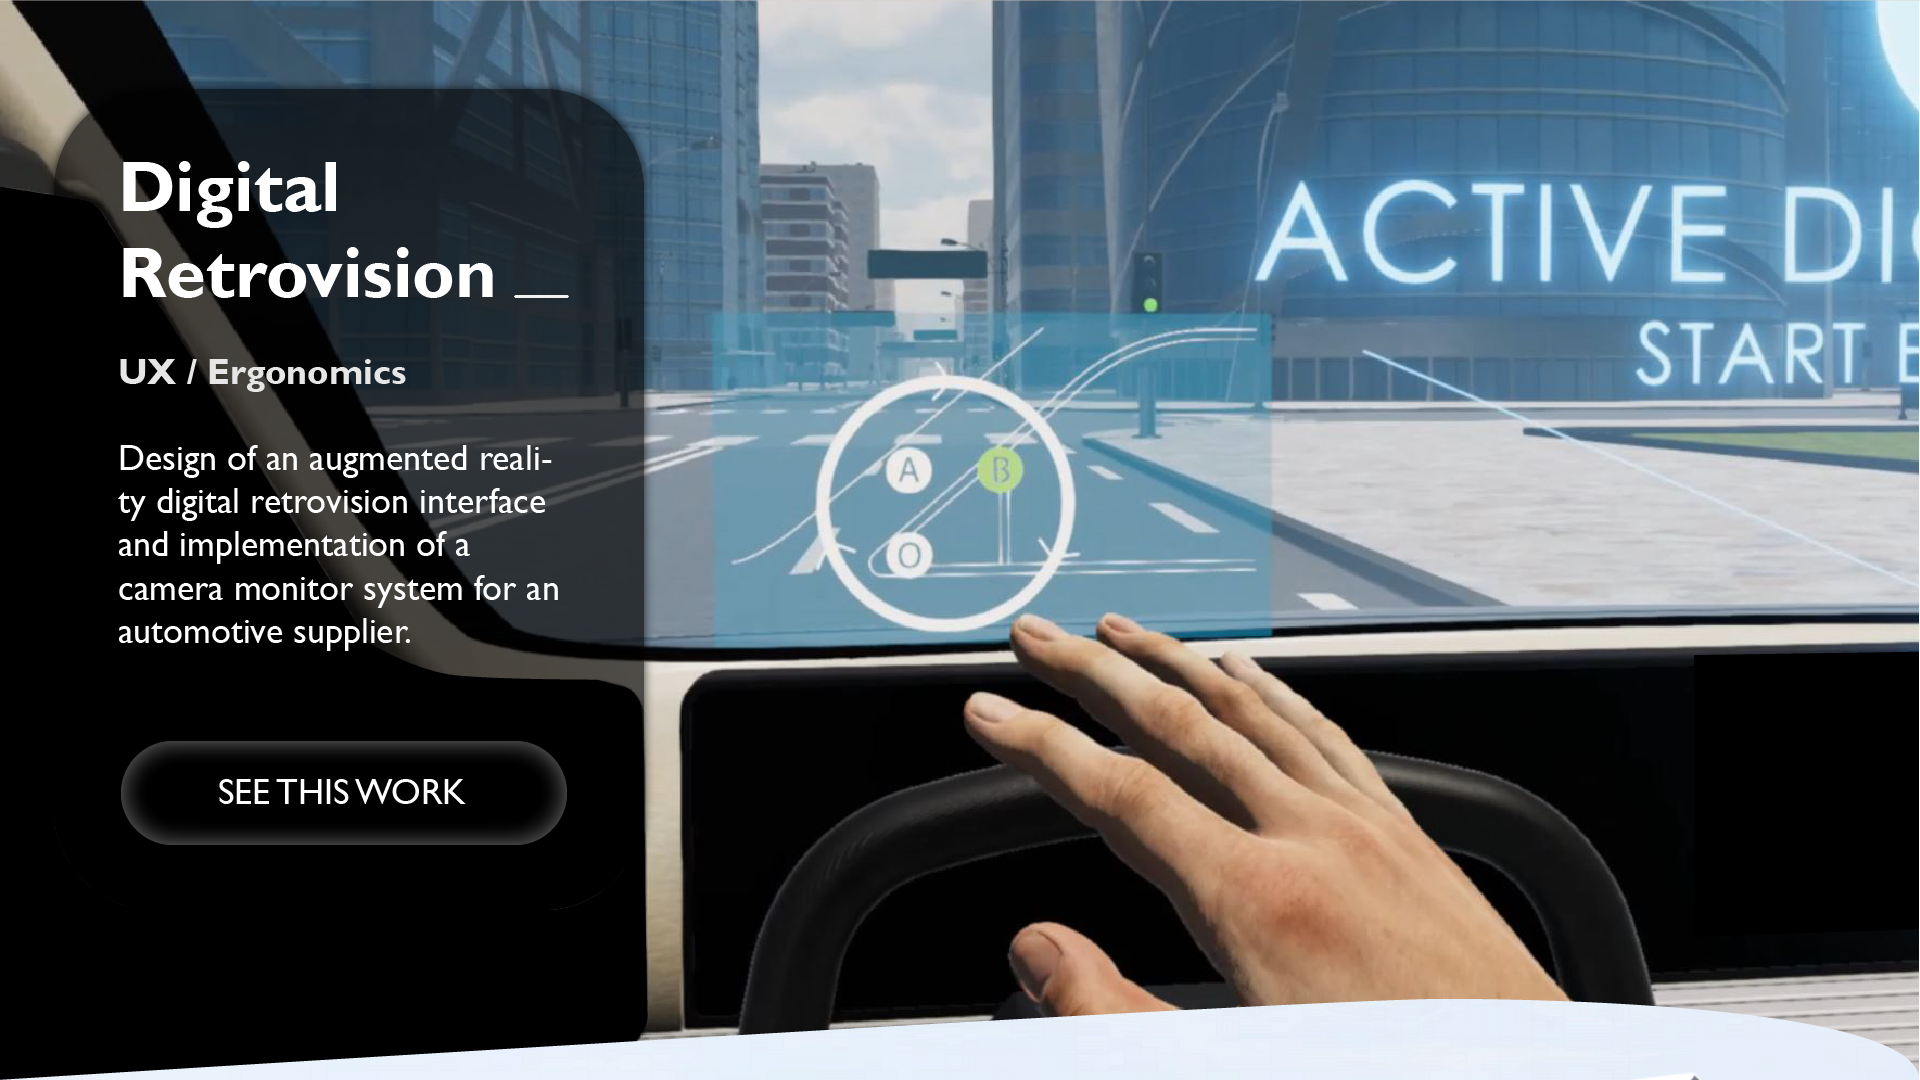 Digital
Retrovision __
UX / Ergonomics
Design of an augmented reali-
ty digital retrovision interface
and implementation of a
camera monitor system for an
automotive supplier.
SEE THIS WORK
ACTIVE DI
START
A
B
O